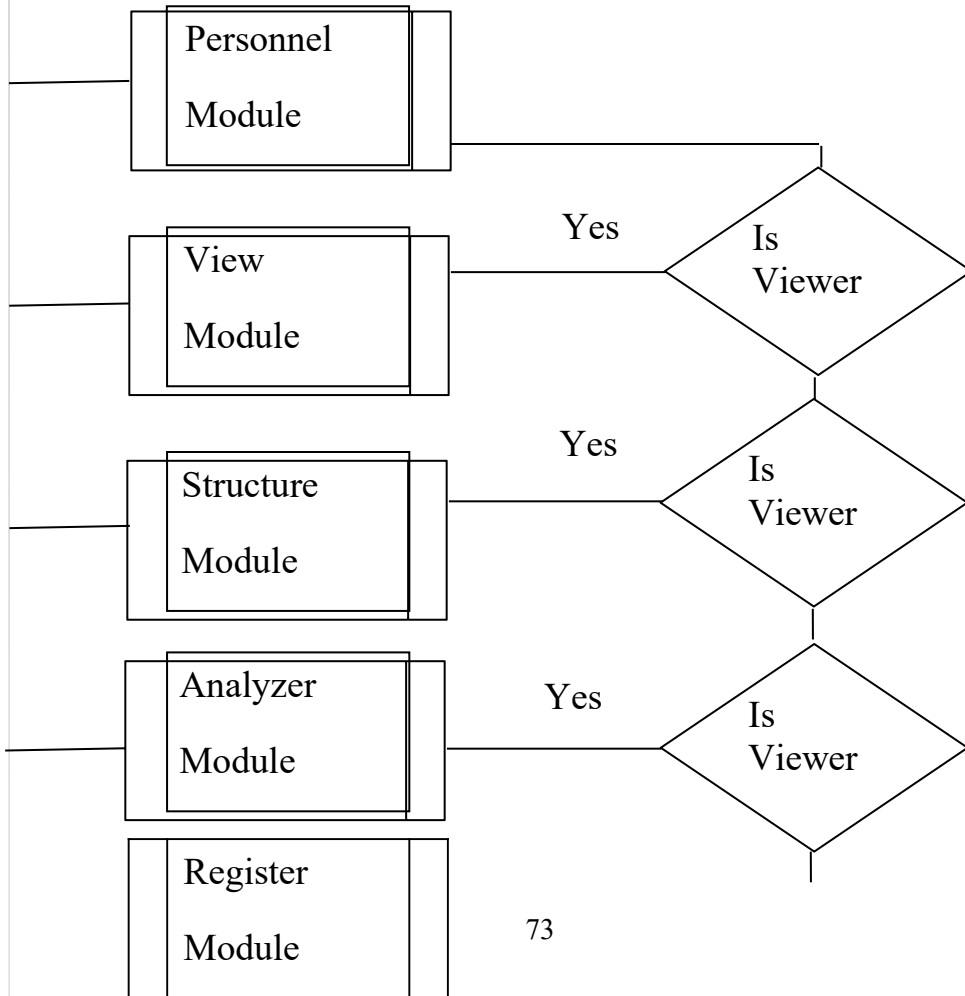 Personnel
Module
Yes
Is
Viewer
View
Module
Yes
Is
Viewer
Structure
Module
Yes
Is
Viewer
Analyzer
Module
Register
Module
73